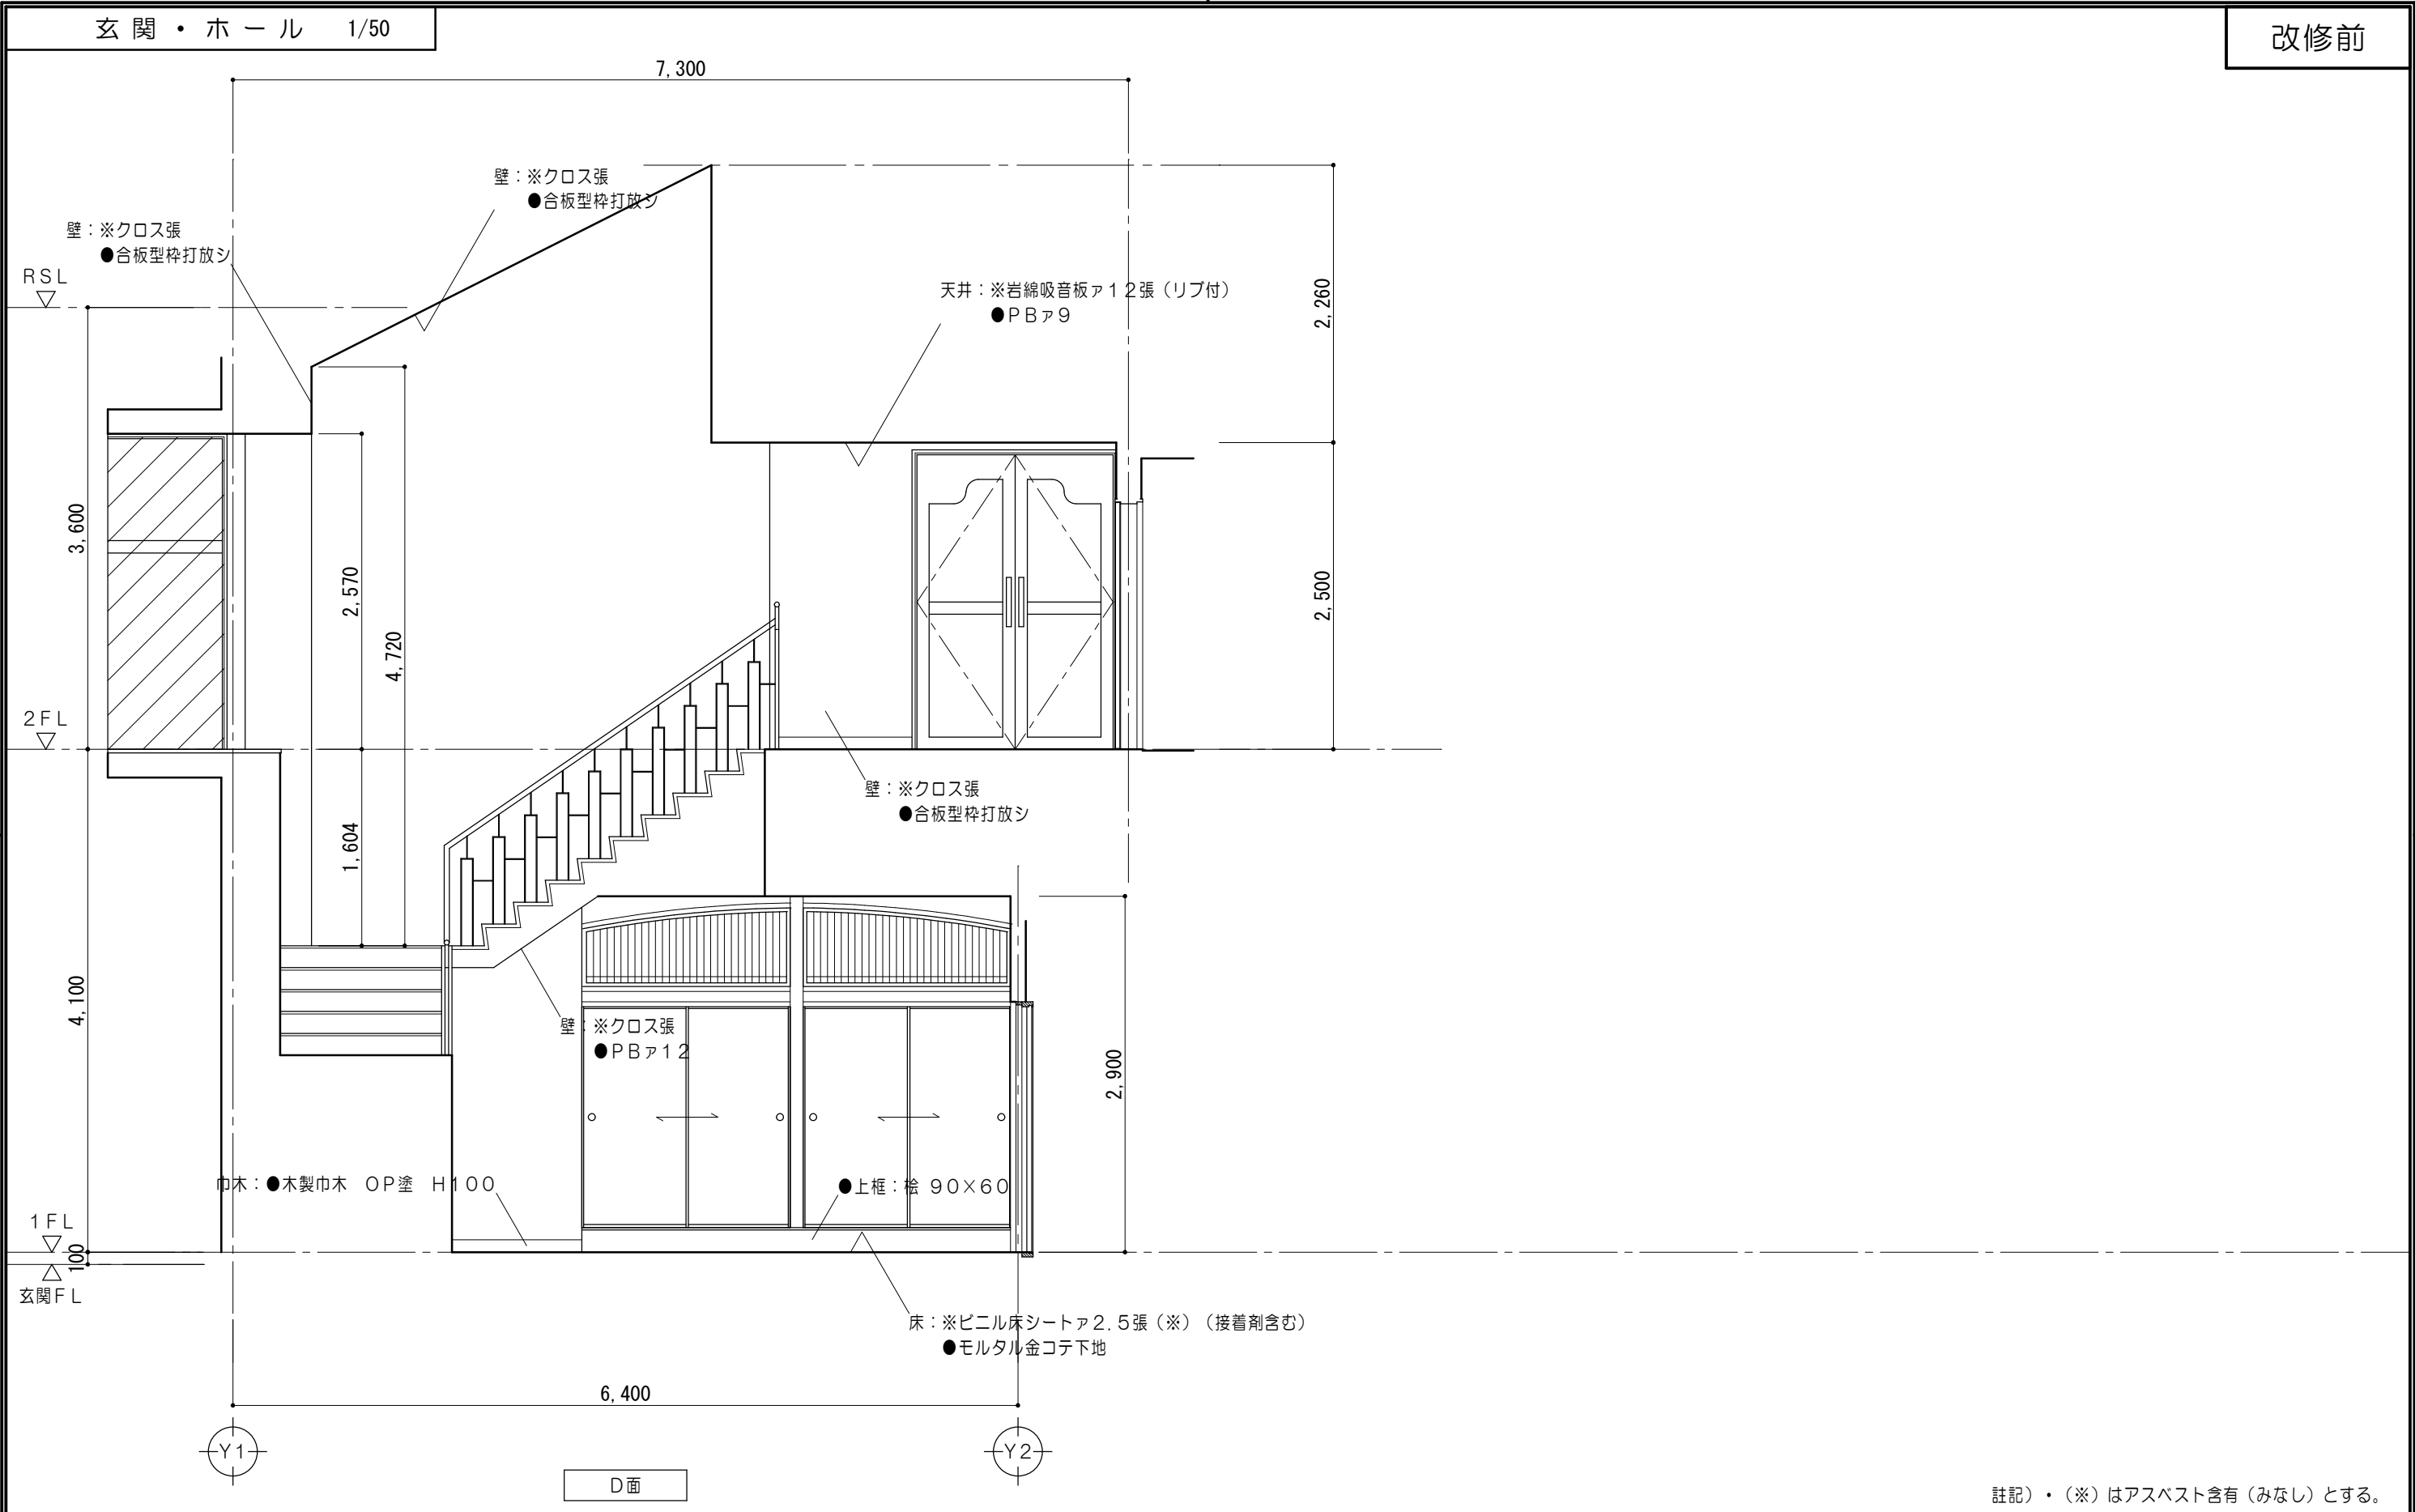 玄関・ホール 1/50
改修前
7,300
壁：※クロス張
●合板型枠打放シ
壁：※クロス張
●合板型枠打放シ
RSL
天井：※岩綿吸音板ァ12張（リブ付）
●PBァ9
2,260
3,600
2,570
4,720
2,500
2FL
壁：※クロス張
●合板型枠打放シ
1,604
4,100
壁：※クロス張
●PBァ12
2,900
巾木：●木製巾木　OP塗　H100
●上框：桧 90×60
1FL
100
玄関FL
床：※ビニル床シートァ2.5張（※）（接着剤含む）
●モルタル金コテ下地
6,400
Y1
Y2
D面
註記）・（※）はアスベスト含有（みなし）とする。